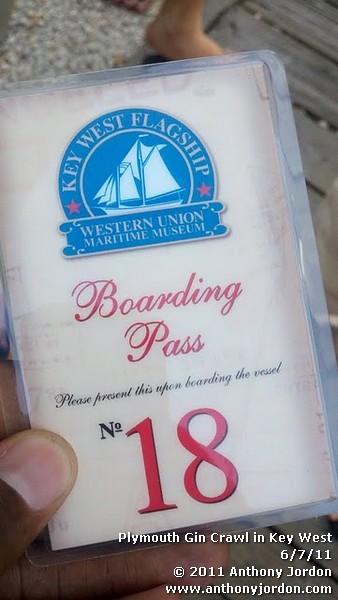 KEY WEST FLAGSHIP
WESTERN UNION
MARITIME MUSEUM
Boarding
Pass
Please present this upon boarding the vessel
Nº 18
Plymouth Gin Crawl in Key West
6/7/11
© 2011 Anthony Jordon
www.anthonyjordon.com